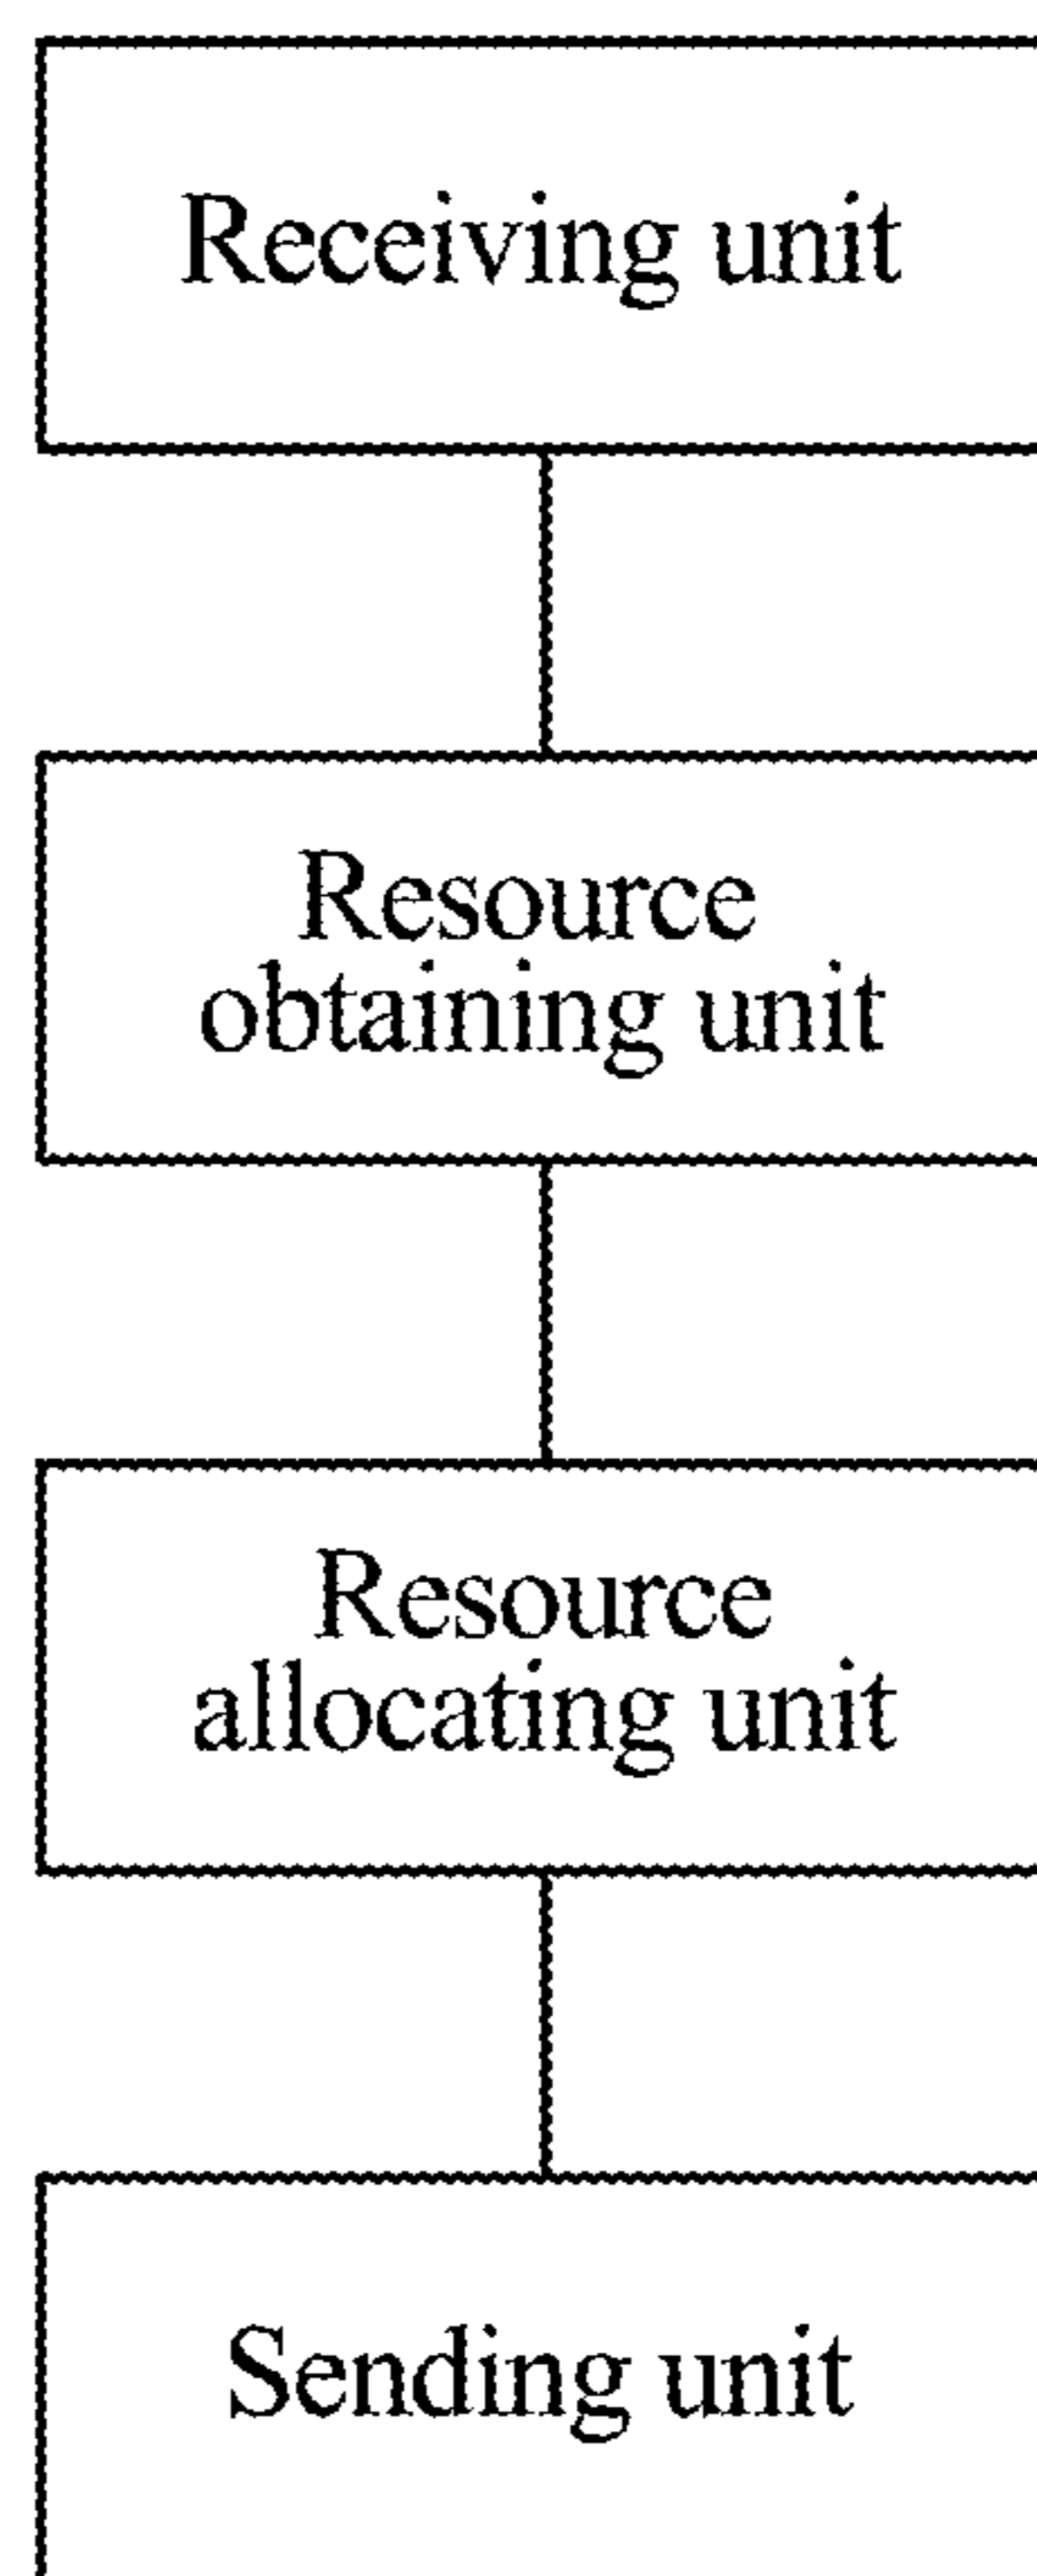 Receiving unit
Resource
obtaining unit
Resource
allocating unit
Sending unit